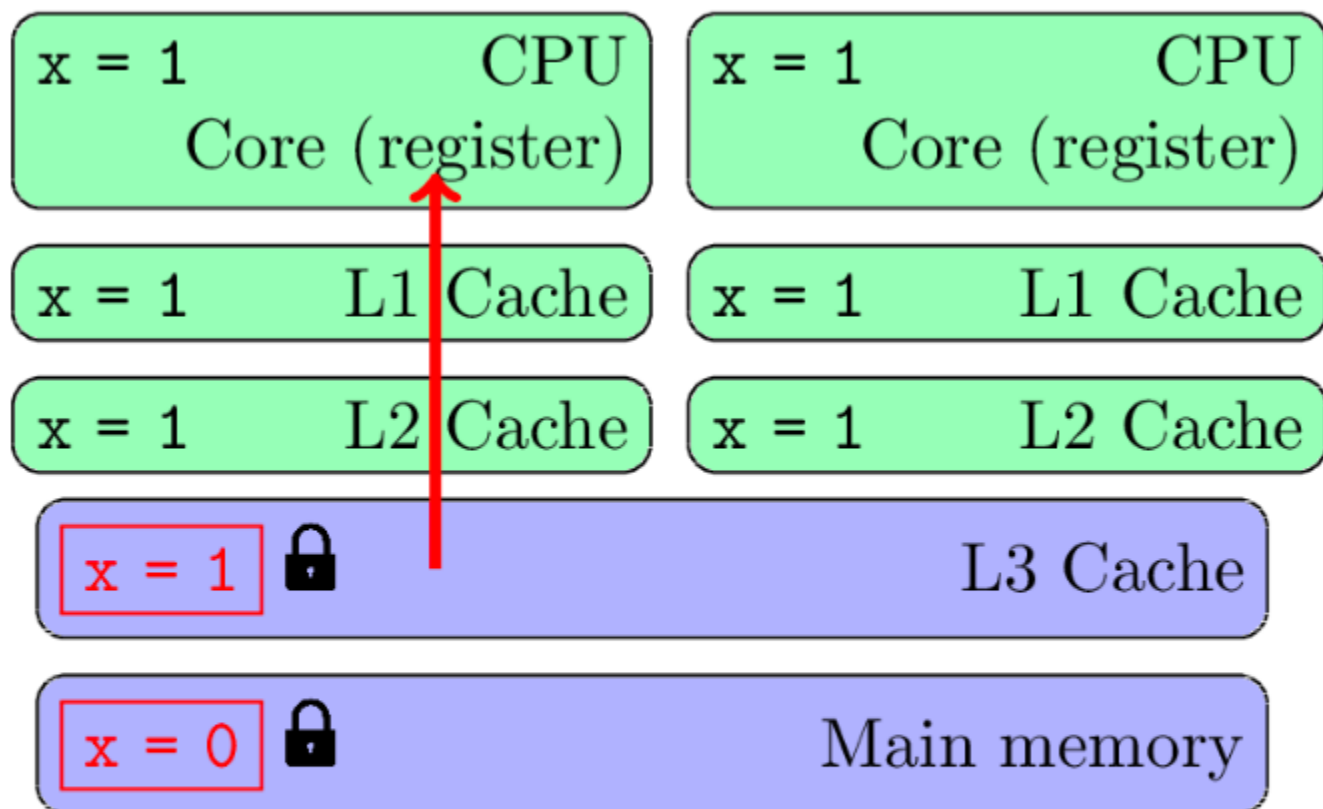 x = 1 CPU
Core (register)
x = 1 CPU
Core (register)
x = 1 L1 Cache
x = 1 L1 Cache
x = 1 L2 Cache
x = 1 L2 Cache
x = 1 L3 Cache
x = 0 Main memory